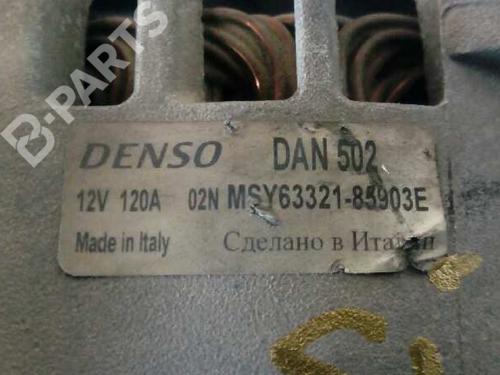 B-PARTS
DENSO DAN 502
12V 120A 02N MSY63321-85903E
Made in Italy Сделано в Италии